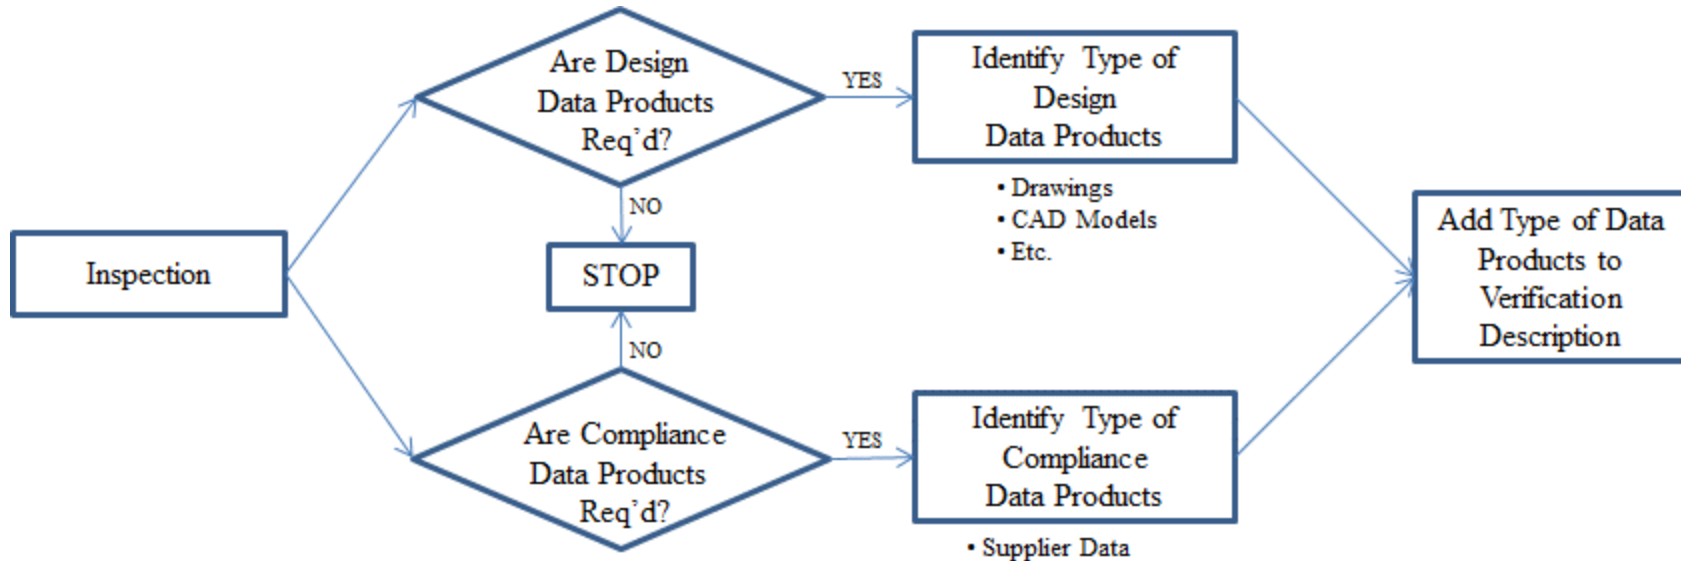 Inspection
Are Design
Data Products
Req'd?
YES
NO
Identify Type of
Design
Data Products
• Drawings
• CAD Models
• Etc.
STOP
NO
Are Compliance
Data Products
Req'd?
YES
Identify Type of
Compliance
Data Products
• Supplier Data
Add Type of Data
Products to
Verification
Description